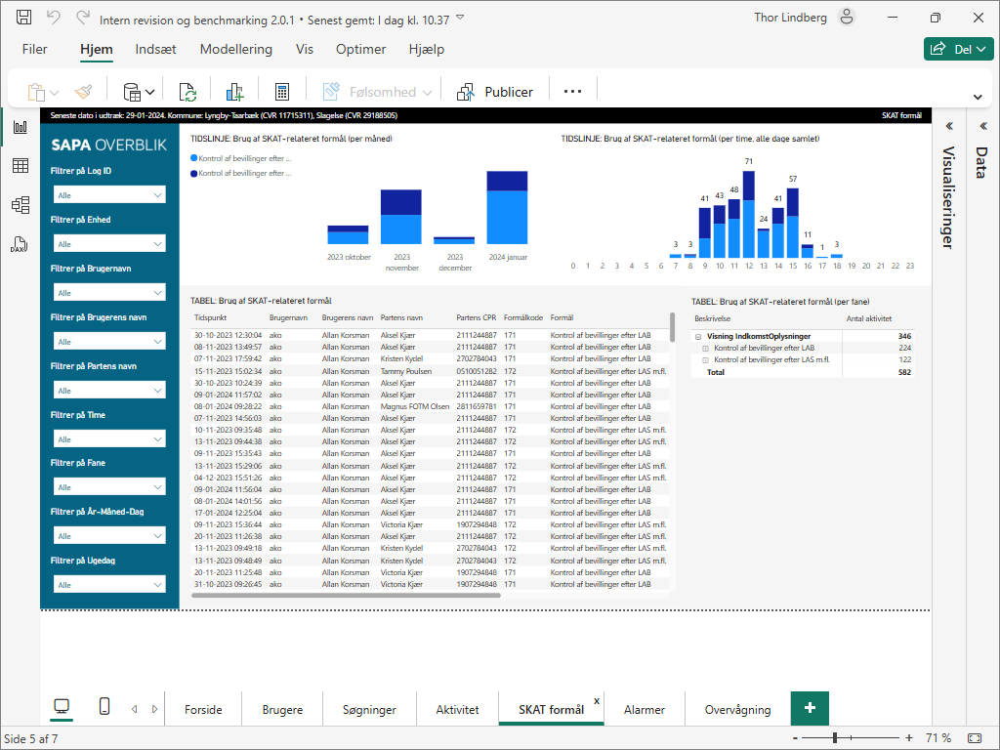 Intern revision og benchmarking 2.0.1 • Senest gemt: I dag kl. 10.37
Thor Lindberg
Filer Hjem Indsæt Modellering Vis Optimer Hjælp
Del
Følsomhed
Publicer
Seneste dato i udtræk: 29-01-2024. Kommune: Lyngby-Taarbæk (CVR 11715311), Slagelse (CVR 29188505)
SKAT formål
SAPA OVERBLIK
Filtrer på Log ID
Alle
Filtrer på Enhed
Alle
Filtrer på Brugernavn
Alle
Filtrer på Brugerens navn
Alle
Filtrer på Partens navn
Alle
Filtrer på Time
Alle
Filtrer på Fane
Alle
Filtrer på År-Måned-Dag
Alle
Filtrer på Ugedag
Alle
TIDSLINJE: Brug af SKAT-relateret formål (per måned)
Kontrol af bevillinger efter ...
Kontrol af bevillinger efter ...
2023 oktober
2023 november
2023 december
2024 januar
TIDSLINJE: Brug af SKAT-relateret formål (per time, alle dage samlet)
3 3 41 43 48 71 24 41 57 11 1 3
0 1 2 3 4 5 6 7 8 9 10 11 12 13 14 15 16 17 18 19 20 21 22 23
TABEL: Brug af SKAT-relateret formål
Tidspunkt Brugernavn Brugerens navn Partens navn Partens CPR Formålkode Formål
30-10-2023 12:30:04 ako Allan Korsman Aksel Kjær 2111244887 171 Kontrol af bevillinger efter LAB
08-11-2023 13:49:57 ako Allan Korsman Aksel Kjær 2111244887 171 Kontrol af bevillinger efter LAB
07-11-2023 17:59:42 ako Allan Korsman Kristen Kydel 2702784043 171 Kontrol af bevillinger efter LAB
15-11-2023 15:02:34 ako Allan Korsman Tammy Poulsen 0510051282 172 Kontrol af bevillinger efter LAS m.fl.
30-10-2023 10:24:39 ako Allan Korsman Aksel Kjær 2111244887 171 Kontrol af bevillinger efter LAB
09-01-2024 11:57:02 ako Allan Korsman Aksel Kjær 2111244887 171 Kontrol af bevillinger efter LAB
08-01-2024 09:28:22 ako Allan Korsman Magnus FOTM Olsen 2811659781 171 Kontrol af bevillinger efter LAB
07-11-2023 14:56:03 ako Allan Korsman Aksel Kjær 2111244887 171 Kontrol af bevillinger efter LAB
10-11-2023 09:35:48 ako Allan Korsman Aksel Kjær 2111244887 172 Kontrol af bevillinger efter LAS m.fl.
13-11-2023 09:44:38 ako Allan Korsman Aksel Kjær 2111244887 172 Kontrol af bevillinger efter LAS m.fl.
09-11-2023 15:35:43 ako Allan Korsman Aksel Kjær 2111244887 171 Kontrol af bevillinger efter LAB
13-11-2023 15:29:06 ako Allan Korsman Aksel Kjær 2111244887 172 Kontrol af bevillinger efter LAS m.fl.
04-12-2023 15:51:26 ako Allan Korsman Aksel Kjær 2111244887 172 Kontrol af bevillinger efter LAS m.fl.
09-01-2024 11:56:04 ako Allan Korsman Aksel Kjær 2111244887 171 Kontrol af bevillinger efter LAB
08-01-2024 14:01:56 ako Allan Korsman Aksel Kjær 2111244887 171 Kontrol af bevillinger efter LAB
17-01-2024 12:25:04 ako Allan Korsman Aksel Kjær 2111244887 171 Kontrol af bevillinger efter LAB
09-11-2023 15:36:44 ako Allan Korsman Victoria Kjær 1907294848 172 Kontrol af bevillinger efter LAS m.fl.
20-11-2023 11:26:38 ako Allan Korsman Aksel Kjær 2111244887 172 Kontrol af bevillinger efter LAS m.fl.
13-11-2023 09:49:18 ako Allan Korsman Kristen Kydel 2702784043 172 Kontrol af bevillinger efter LAS m.fl.
13-11-2023 09:48:49 ako Allan Korsman Kristen Kydel 2702784043 172 Kontrol af bevillinger efter LAS m.fl.
20-11-2023 11:25:48 ako Allan Korsman Victoria Kjær 1907294848 171 Kontrol af bevillinger efter LAB
31-10-2023 09:26:45 ako Allan Korsman Victoria Kjær 1907294848 171 Kontrol af bevillinger efter LAB
TABEL: Brug af SKAT-relateret formål (per fane)
Beskrivelse Antal aktivitet
Visning IndkomstOplysninger 346
Kontrol af bevillinger efter LAB 224
Kontrol af bevillinger efter LAS m.fl. 122
Total 582
Visualiseringer
Data
DAX
Forside Brugere Søgninger Aktivitet SKAT formål x Alarmer Overvågning +
Side 5 af 7
- + 71 %